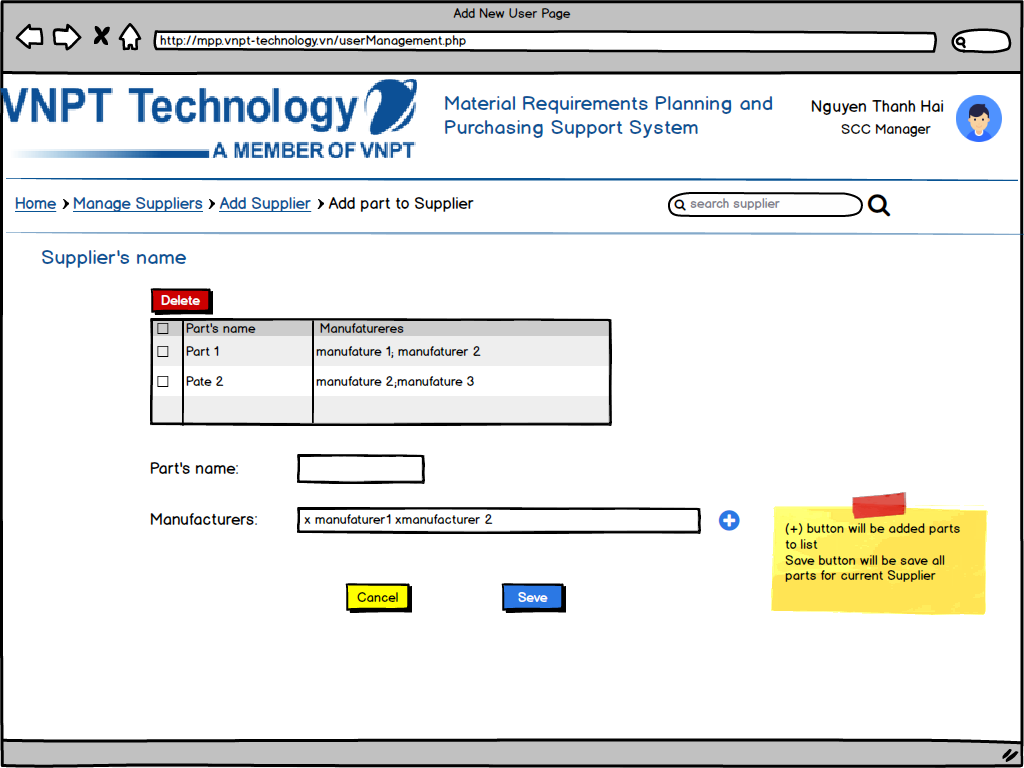 Add New User Page
http://mpp.vnpt-technology.vn/userManagement.php
VNPT Technology
A MEMBER OF VNPT
Material Requirements Planning and
Purchasing Support System
Nguyen Thanh Hai
SCC Manager
Home > Manage Suppliers > Add Supplier > Add part to Supplier
search supplier
Supplier's name
Delete
Part's name Manufatureres
Part 1 manufature 1; manufaturer 2
Pate 2 manufature 2;manufature 3
Part's name:
Manufacturers: x manufaturer1 xmanufacturer 2
(+) button will be added parts
to list
Save button will be save all
parts for current Supplier
Cancel
Seve